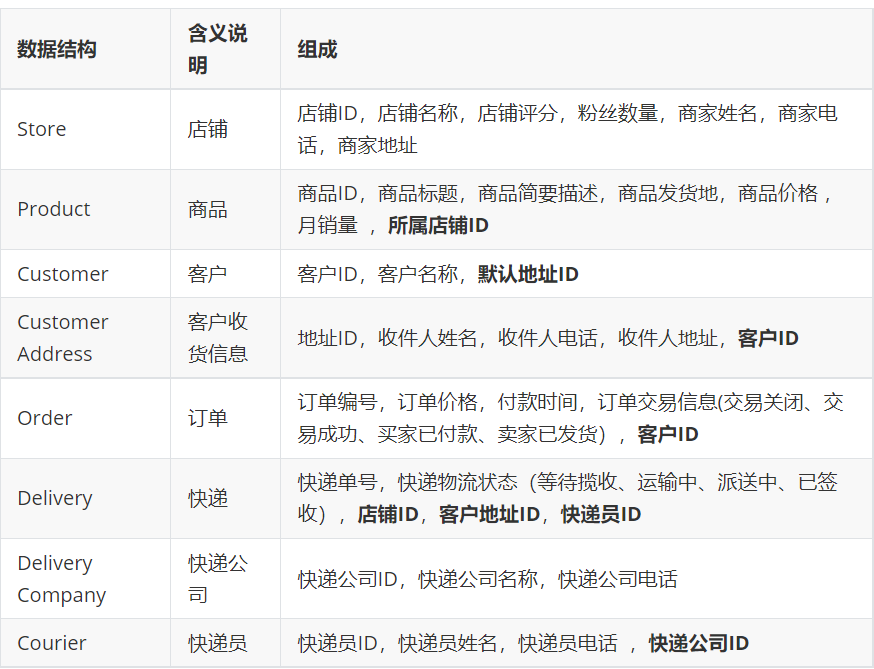 数据结构
含义说
明
组成
Store
店铺
店铺ID，店铺名称，店铺评分，粉丝数量，商家姓名，商家电
话，商家地址
Product
商品
商品ID，商品标题，商品简要描述，商品发货地，商品价格 ，
月销量 ，所属店铺ID
Customer
客户
客户ID，客户名称，默认地址ID
Customer
Address
客户收
货信息
地址ID，收件人姓名，收件人电话，收件人地址，客户ID
Order
订单
订单编号，订单价格，付款时间，订单交易信息(交易关闭、交
易成功、买家已付款、卖家已发货），客户ID
Delivery
快递
快递单号，快递物流状态（等待揽收、运输中、派送中、已签
收），店铺ID，客户地址ID，快递员ID
Delivery
Company
快递公
司
快递公司ID，快递公司名称，快递公司电话
Courier
快递员
快递员ID，快递员姓名，快递员电话 ，快递公司ID